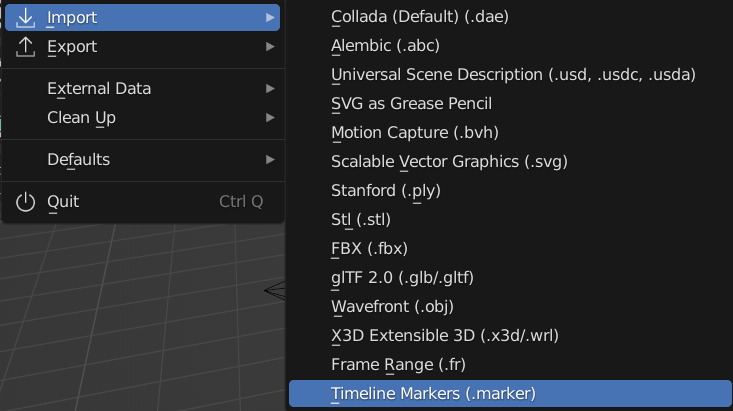 Import
Export
External Data
Clean Up
Defaults
Quit Ctrl Q
Collada (Default) (.dae)
Alembic (.abc)
Universal Scene Description (.usd, .usdc, .usda)
SVG as Grease Pencil
Motion Capture (.bvh)
Scalable Vector Graphics (.svg)
Stanford (.ply)
Stl (.stl)
FBX (.fbx)
glTF 2.0 (.glb/.gltf)
Wavefront (.obj)
X3D Extensible 3D (.x3d/.wrl)
Frame Range (.fr)
Timeline Markers (.marker)